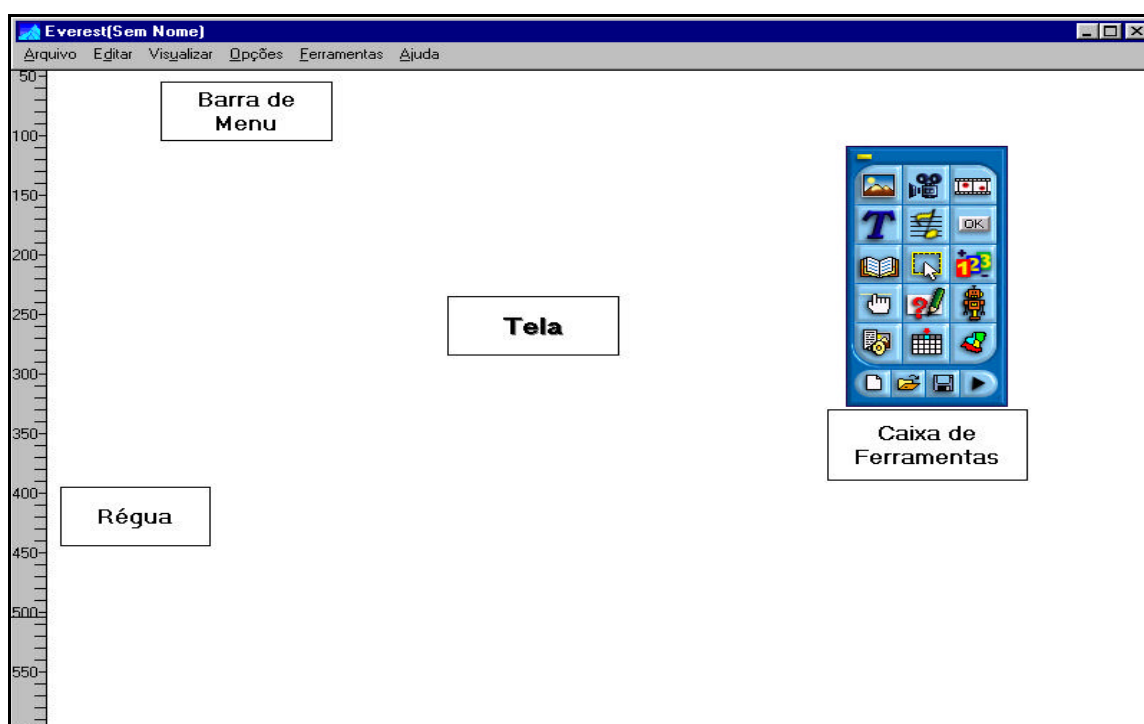 Everest(Sem Nome)
Arquivo Editar Visualizar Opções Ferramentas Ajuda
50
Barra de
Menu
100
150
T OK
200
123
250
Tela
300
350
Caixa de
Ferramentas
400
Régua
450
500
550